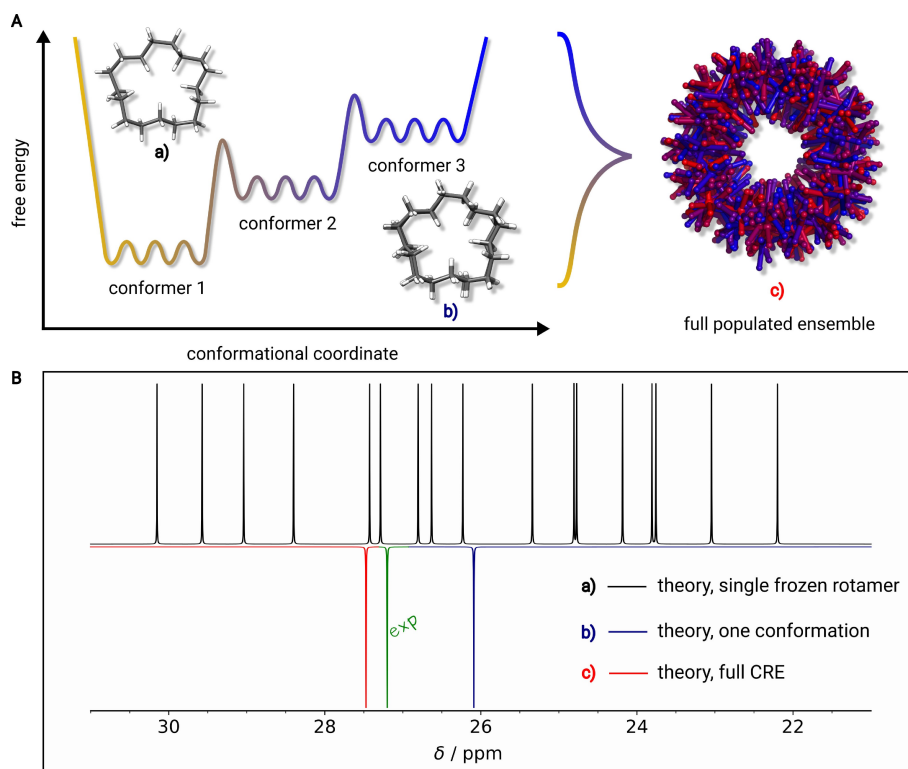 A
free energy
a)
conformer 1
conformer 2
conformer 3
b)
conformational coordinate
c)
full populated ensemble
B
exp
a) theory, single frozen rotamer
b) theory, one conformation
c) theory, full CRE
30 28 26 24 22
δ / ppm